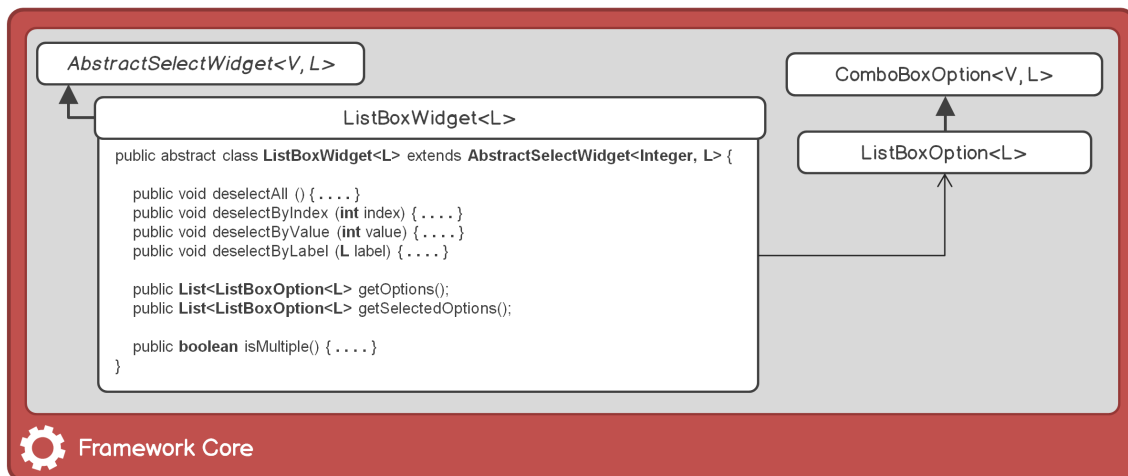 AbstractSelectWidget<V, L>
ComboBoxOption<V, L>
ListBoxWidget<L>
ListBoxOption<L>
public abstract class ListBoxWidget<L> extends AbstractSelectWidget<Integer, L> {
public void deselectAll () { . . . . }
public void deselectByIndex (int index) { . . . . }
public void deselectByValue (int value) { . . . . }
public void deselectByLabel (L label) { . . . . }
public List<ListBoxOption<L> getOptions();
public List<ListBoxOption<L> getSelectedOptions();
public boolean isMultiple() { . . . . }
}
Framework Core